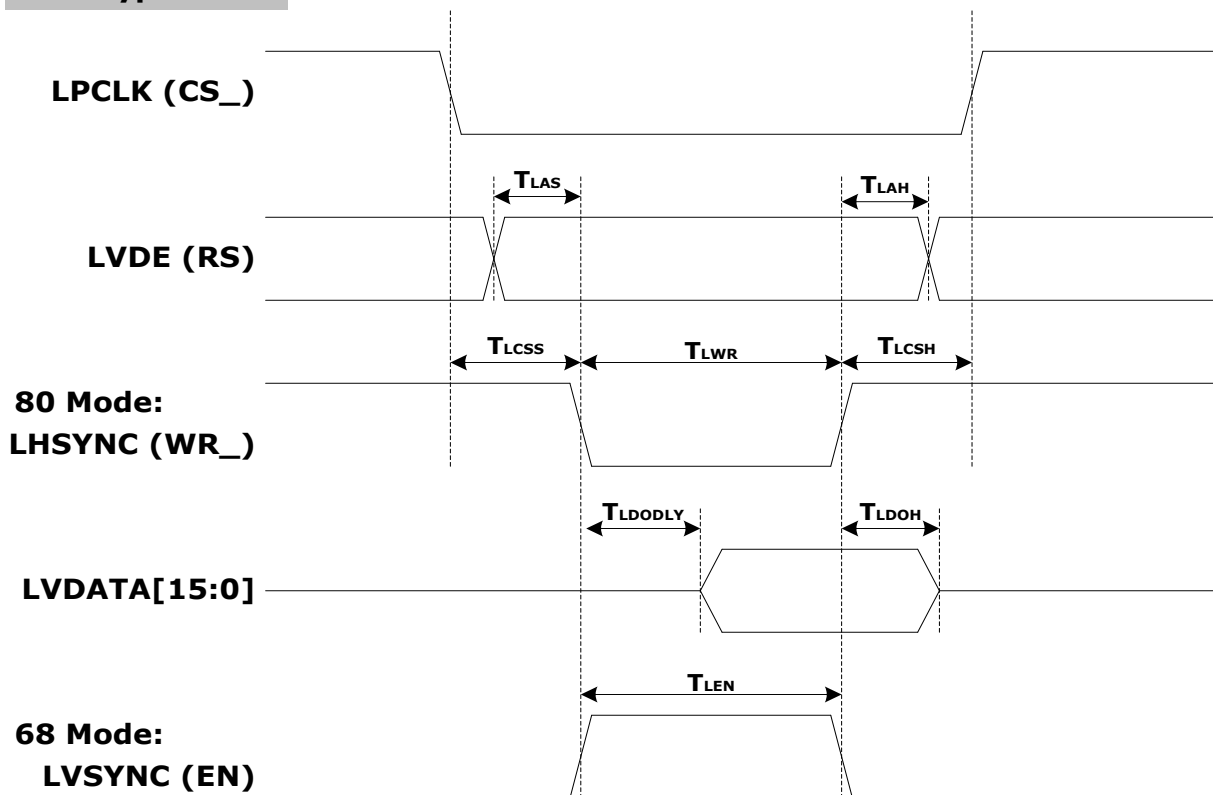 LPCLK (CS_)
TLAS
TLAH
LVDE (RS)
TLCSS
TLWR
TLCSH
80 Mode:
LHSYNC (WR_)
TLDODLY
TLDOH
LVDATA[15:0]
TLEN
68 Mode:
LVSYNC (EN)